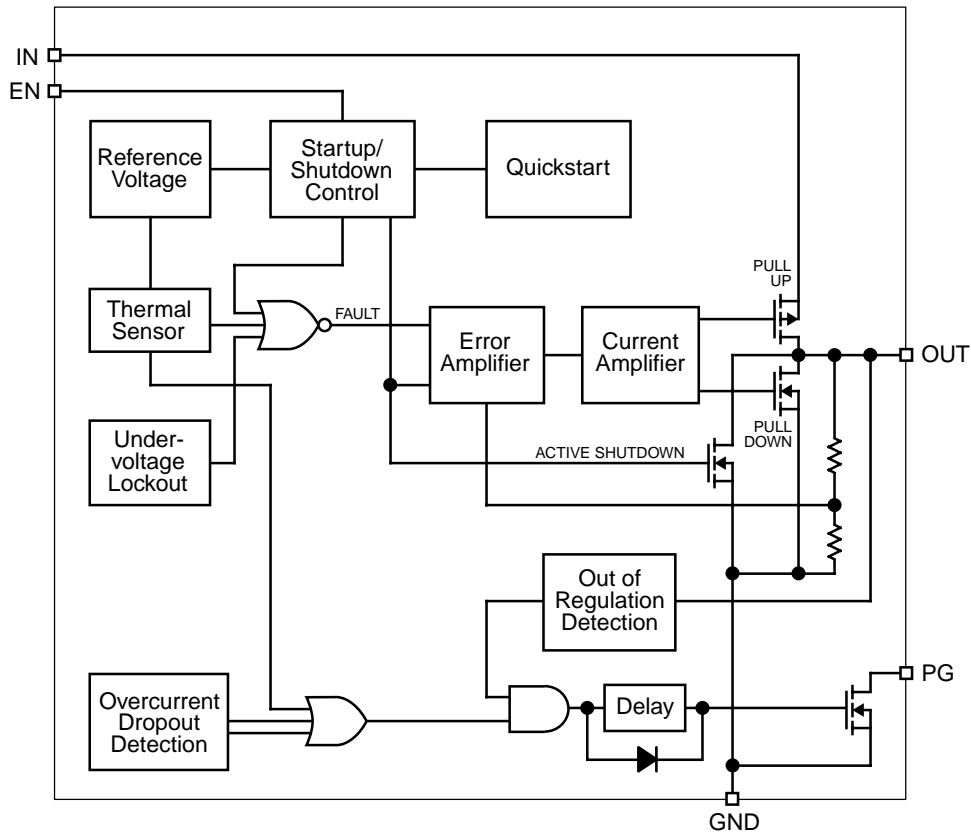 IN
EN
Reference
Voltage
Startup/
Shutdown
Control
Quickstart
PULL
UP
Thermal
Sensor
FAULT
Error
Amplifier
Current
Amplifier
OUT
PULL
DOWN
Under-
voltage
Lockout
ACTIVE SHUTDOWN
Out of
Regulation
Detection
PG
Overcurrent
Dropout
Detection
Delay
GND